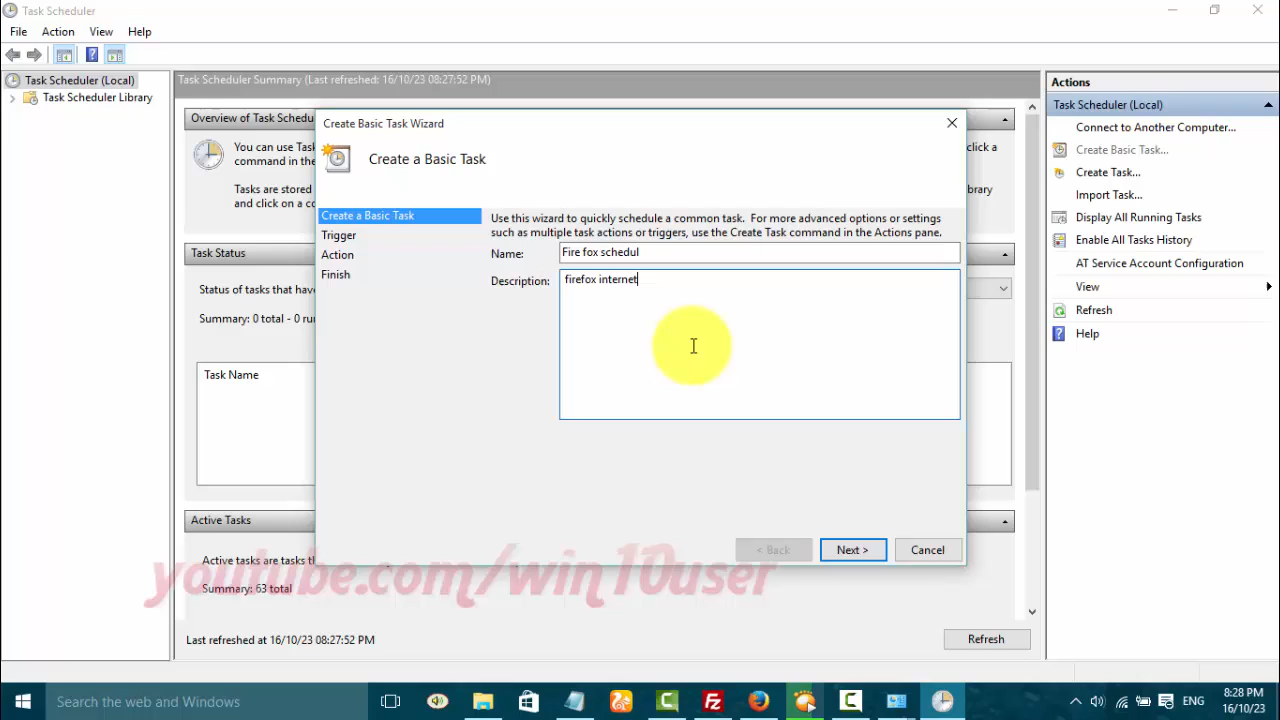 Task Scheduler
File Action View Help
Task Scheduler (Local)
Task Scheduler Library
Task Scheduler Summary (Last refreshed: 16/10/23 08:27:52 PM)
Overview of Task Schedu
You can use Tas
command in the
click a
Tasks are stored
and click on a co
ibrary
Task Status
Status of tasks that hav
Summary: 0 total - 0 ru
Task Name
Active Tasks
Active tasks are tasks th
Summary: 63 total
Last refreshed at 16/10/23 08:27:52 PM
Refresh
Create Basic Task Wizard
Create a Basic Task
Create a Basic Task
Trigger
Action
Finish
Use this wizard to quickly schedule a common task. For more advanced options or settings
such as multiple task actions or triggers, use the Create Task command in the Actions pane.
Name: Fire fox schedul
Description: firefox internet
< Back Next > Cancel
Actions
Task Scheduler (Local)
Connect to Another Computer...
Create Basic Task...
Create Task...
Import Task...
Display All Running Tasks
Enable All Tasks History
AT Service Account Configuration
View
Refresh
Help
youtube.com/win10user
Search the web and Windows
ENG
8:28 PM
16/10/23